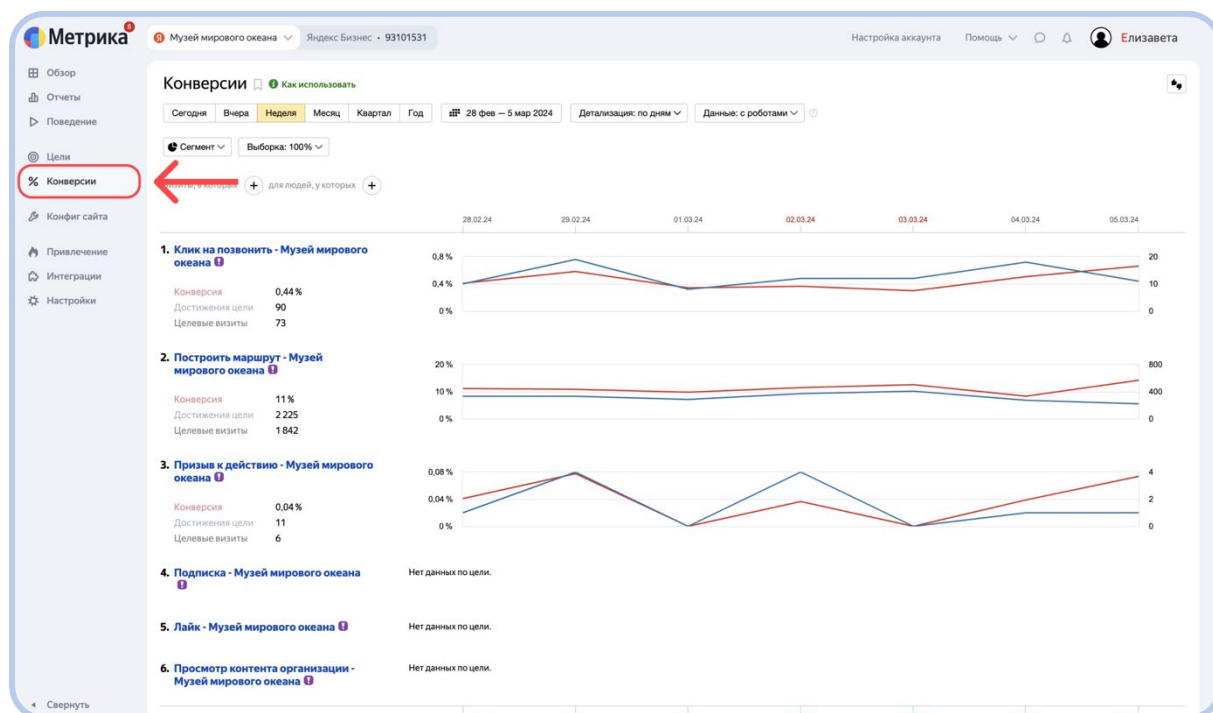 Метрика 6
Я Музей мирового океана Яндекс Бизнес • 93101531
Настройка аккаунта Помощь Елизавета
Обзор
Отчеты
Поведение
Цели
% Конверсии
Конфиг сайта
Привлечение
Интеграции
Настройки
Свернуть
Конверсии Как использовать
Сегодня Вчера Неделя Месяц Квартал Год 28 фев — 5 мар 2024 Детализация: по дням Данные: с роботами
Сегмент Выборка: 100%
+ для людей, у которых +
28.02.24 29.02.24 01.03.24 02.03.24 03.03.24 04.03.24 05.03.24
1. Клик на позвонить - Музей мирового
океана
Конверсия 0,44 %
Достижения цели 90
Целевые визиты 73
0,8 % 20
0,4 % 10
0 % 0
2. Построить маршрут - Музей
мирового океана
Конверсия 11 %
Достижения цели 2 225
Целевые визиты 1 842
20 % 800
10 % 400
0 % 0
3. Призыв к действию - Музей мирового
океана
Конверсия 0,04 %
Достижения цели 11
Целевые визиты 6
0,08 % 4
0,04 % 2
0 % 0
4. Подписка - Музей мирового океана
Нет данных по цели.
5. Лайк - Музей мирового океана
Нет данных по цели.
6. Просмотр контента организации -
Музей мирового океана
Нет данных по цели.